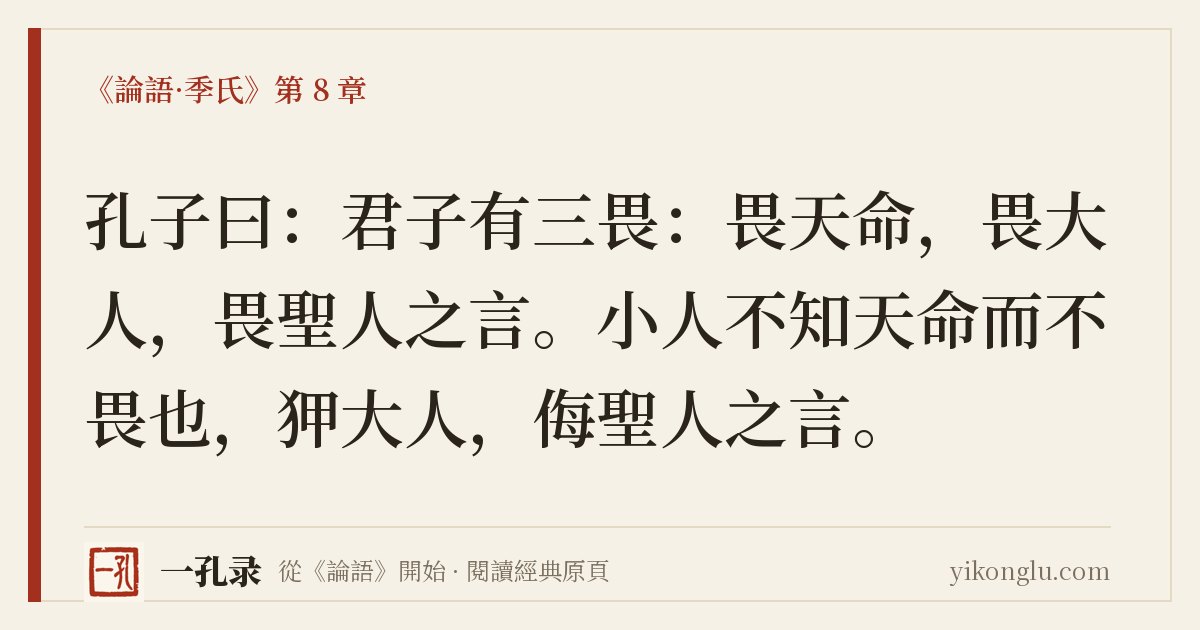 《論語·季氏》第 8 章
孔子曰：君子有三畏：畏天命，畏大
人，畏聖人之言。小人不知天命而不
畏也，狎大人，侮聖人之言。
一孔
一孔录 從《論語》開始 · 閱讀經典原頁
yikonglu.com